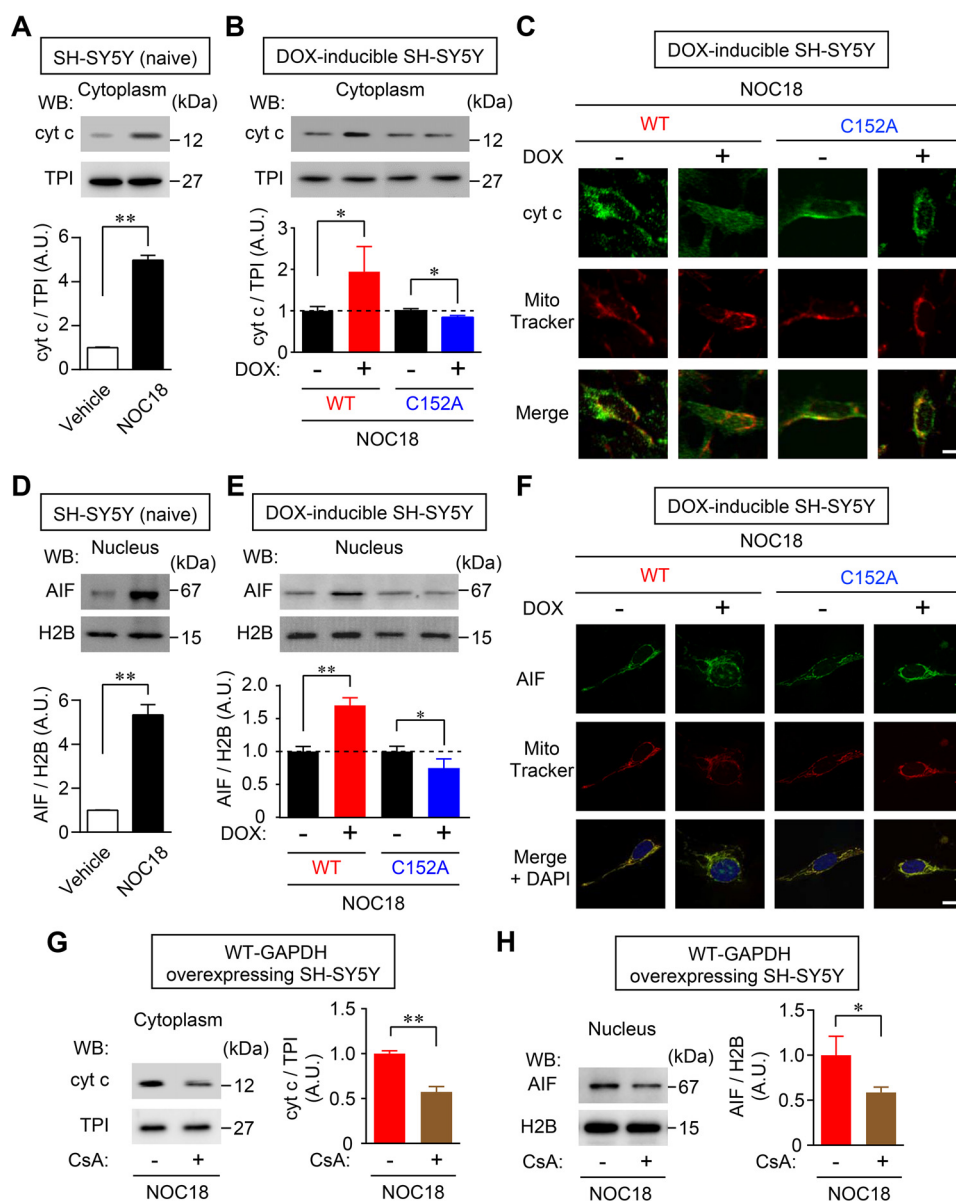 A
SH-SY5Y (naive)
Cytoplasm
WB:
(kDa)
cyt c
12
TPI
27
cyt c / TPI (A.U.)
6
4
2
0
**
Vehicle
NOC18
B
DOX-inducible SH-SY5Y
WB:
Cytoplasm
(kDa)
cyt c
12
TPI
27
cyt c / TPI (A.U.)
3
2
1
0
*
*
DOX: - + - +
WT C152A
NOC18
C
DOX-inducible SH-SY5Y
NOC18
WT C152A
DOX - + - +
cyt c
Mito
Tracker
Merge
D
SH-SY5Y (naive)
Nucleus
WB:
(kDa)
AIF
67
H2B
15
AIF / H2B (A.U.)
6
4
2
0
**
Vehicle
NOC18
E
DOX-inducible SH-SY5Y
WB:
Nucleus
(kDa)
AIF
67
H2B
15
AIF / H2B (A.U.)
2.0
1.5
1.0
0.5
0
**
*
DOX: - + - +
WT C152A
NOC18
F
DOX-inducible SH-SY5Y
NOC18
WT C152A
DOX - + - +
AIF
Mito
Tracker
Merge
+ DAPI
G
WT-GAPDH
overexpressing SH-SY5Y
Cytoplasm
WB:
(kDa)
cyt c
12
TPI
27
CsA: - +
NOC18
cyt c / TPI
(A.U.)
1.5
1.0
0.5
0
**
CsA: - +
NOC18
H
WT-GAPDH
overexpressing SH-SY5Y
Nucleus
WB:
(kDa)
AIF
67
H2B
15
CsA: - +
NOC18
AIF / H2B
(A.U.)
1.5
1.0
0.5
0
*
CsA: - +
NOC18